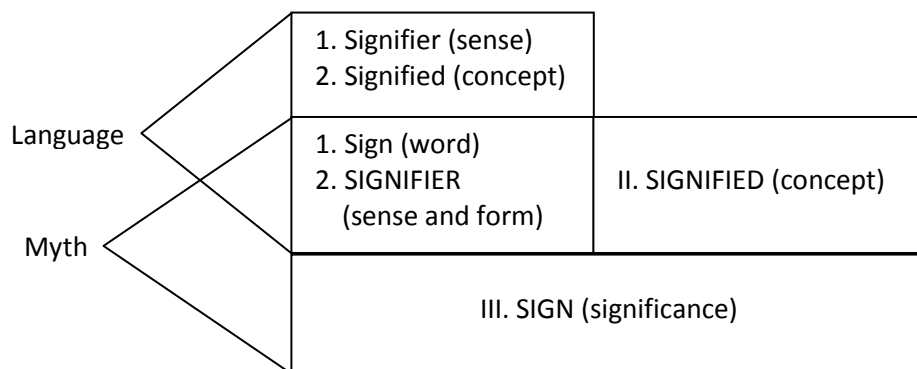 1. Signifier (sense)
2. Signified (concept)
Language
1. Sign (word)
2. SIGNIFIER
(sense and form)
II. SIGNIFIED (concept)
Myth
III. SIGN (significance)